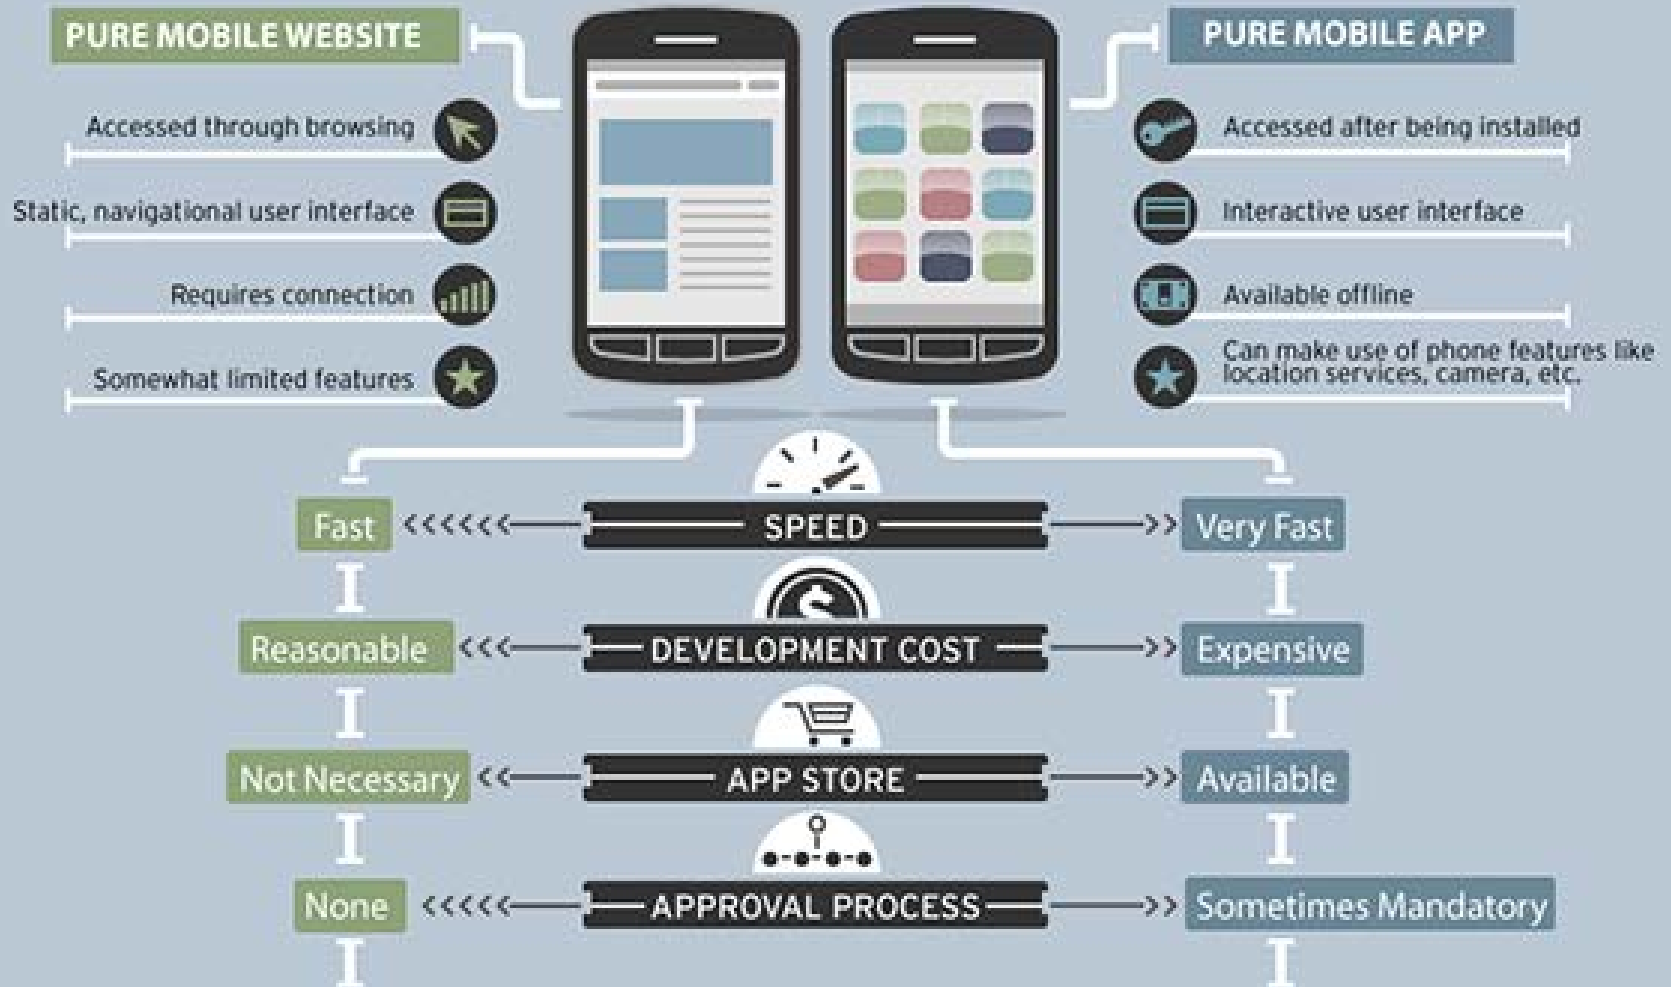 PURE MOBILE WEBSITE
PURE MOBILE APP
Accessed through browsing
Accessed after being installed
Static, navigational user interface
Interactive user interface
Requires connection
Available offline
Somewhat limited features
Can make use of phone features like
location services, camera, etc.
Fast
SPEED
Very Fast
Reasonable
DEVELOPMENT COST
Expensive
Not Necessary
APP STORE
Available
None
APPROVAL PROCESS
Sometimes Mandatory